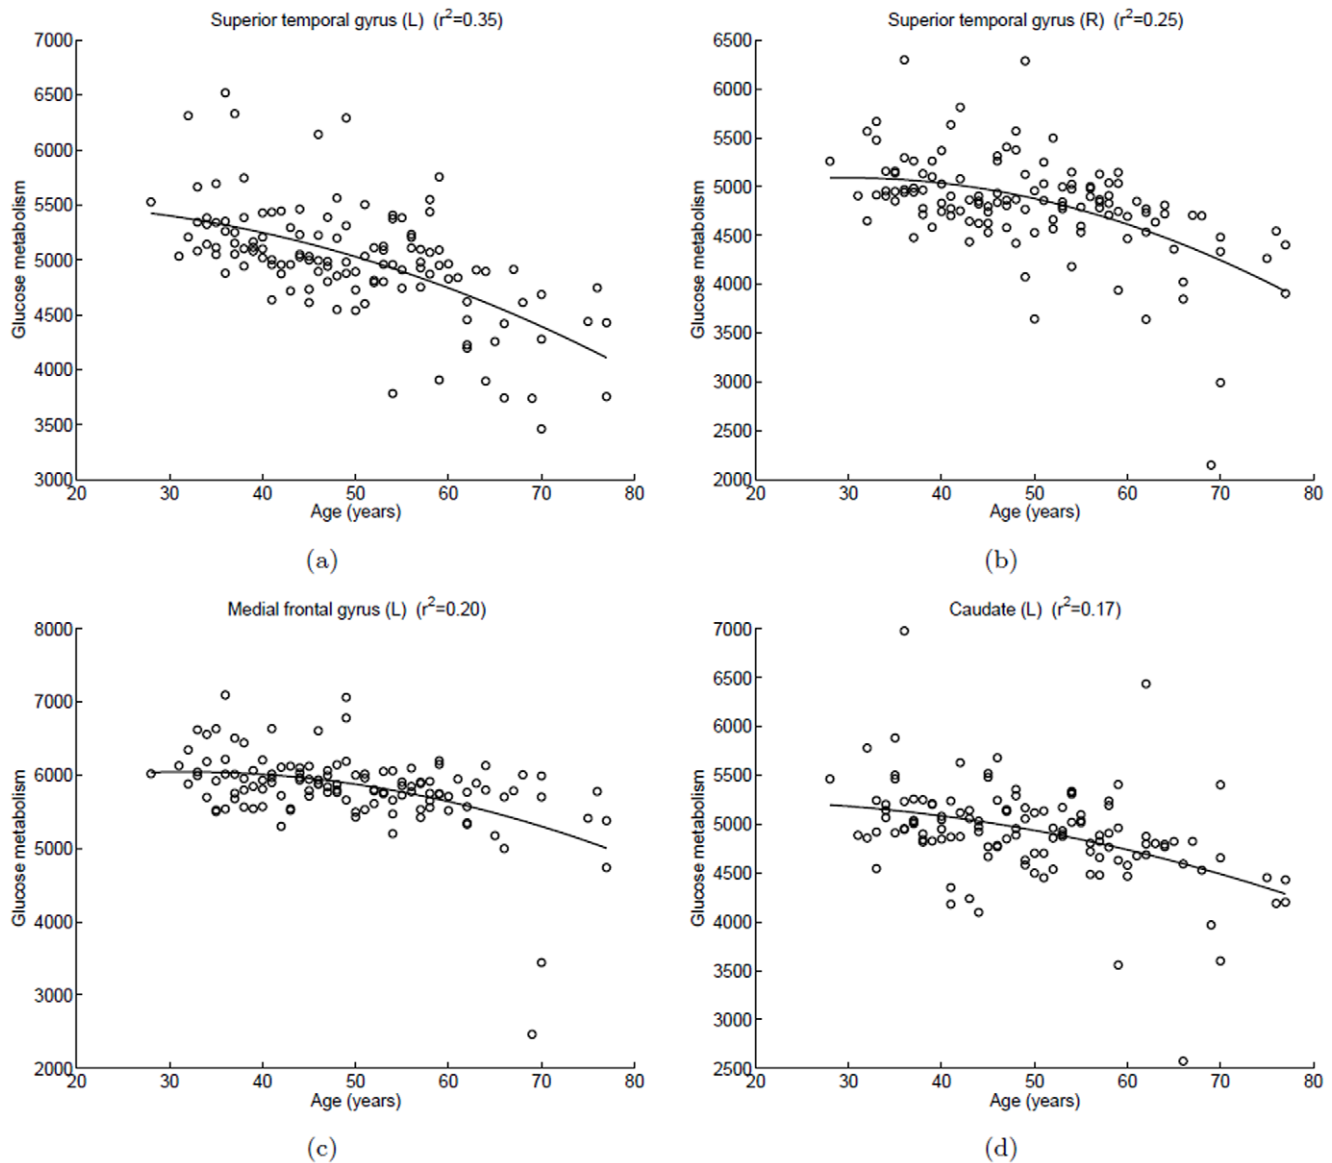 Superior temporal gyrus (L) (r²=0.35)
7000
6500
6000
5500
5000
4500
4000
3500
3000
Glucose metabolism
20 30 40 50 60 70 80
Age (years)
(a)
Superior temporal gyrus (R) (r²=0.25)
6500
6000
5500
5000
4500
4000
3500
3000
2500
2000
Glucose metabolism
20 30 40 50 60 70 80
Age (years)
(b)
Medial frontal gyrus (L) (r²=0.20)
8000
7000
6000
5000
4000
3000
2000
Glucose metabolism
20 30 40 50 60 70 80
Age (years)
(c)
Caudate (L) (r²=0.17)
7000
6500
6000
5500
5000
4500
4000
3500
3000
2500
Glucose metabolism
20 30 40 50 60 70 80
Age (years)
(d)